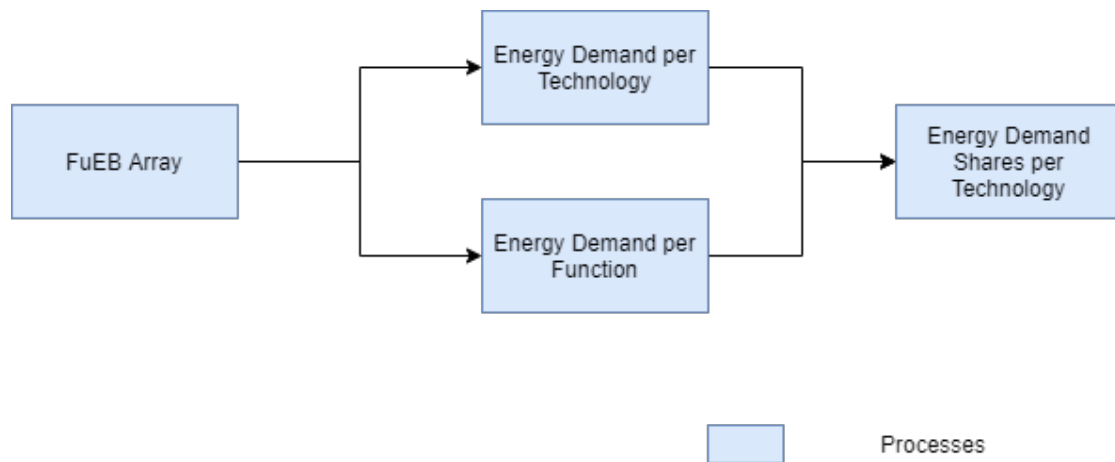 FuEB Array
Energy Demand per
Technology
Energy Demand per
Function
Energy Demand
Shares per
Technology
Processes